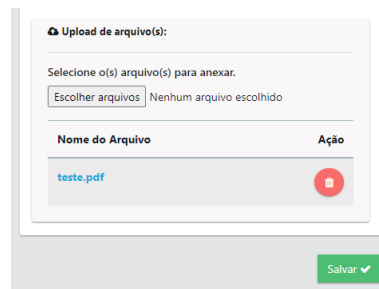 Upload de arquivo(s):
Selecione o(s) arquivo(s) para anexar.
Escolher arquivos Nenhum arquivo escolhido
Nome do Arquivo Ação
teste.pdf
Salvar